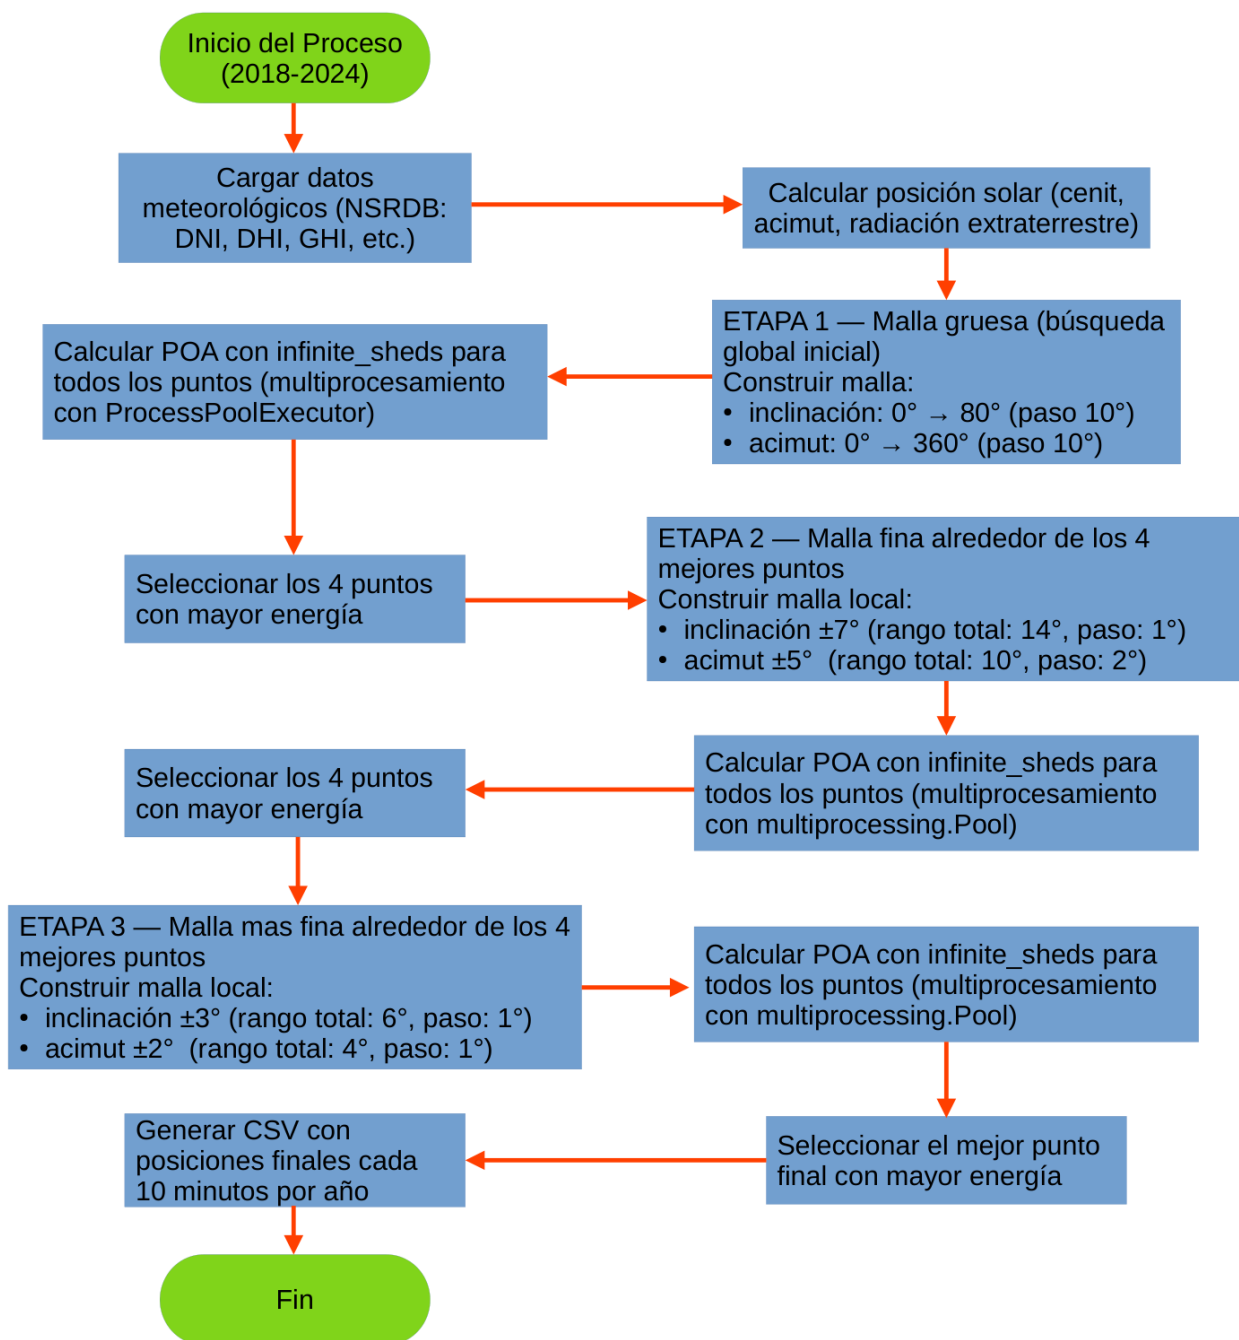 Inicio del Proceso
(2018-2024)
Cargar datos
meteorológicos (NSRDB:
DNI, DHI, GHI, etc.)
Calcular posición solar (cenit,
acimut, radiación extraterrestre)
ETAPA 1 — Malla gruesa (búsqueda
global inicial)
Construir malla:
• inclinación: 0° → 80° (paso 10°)
• acimut: 0° → 360° (paso 10°)
Calcular POA con infinite_sheds para
todos los puntos (multiprocesamiento
con ProcessPoolExecutor)
Seleccionar los 4 puntos
con mayor energía
ETAPA 2 — Malla fina alrededor de los 4
mejores puntos
Construir malla local:
• inclinación ±7° (rango total: 14°, paso: 1°)
• acimut ±5° (rango total: 10°, paso: 2°)
Calcular POA con infinite_sheds para
todos los puntos (multiprocesamiento
con multiprocessing.Pool)
Seleccionar los 4 puntos
con mayor energía
ETAPA 3 — Malla mas fina alrededor de los 4
mejores puntos
Construir malla local:
• inclinación ±3° (rango total: 6°, paso: 1°)
• acimut ±2° (rango total: 4°, paso: 1°)
Calcular POA con infinite_sheds para
todos los puntos (multiprocesamiento
con multiprocessing.Pool)
Seleccionar el mejor punto
final con mayor energía
Generar CSV con
posiciones finales cada
10 minutos por año
Fin